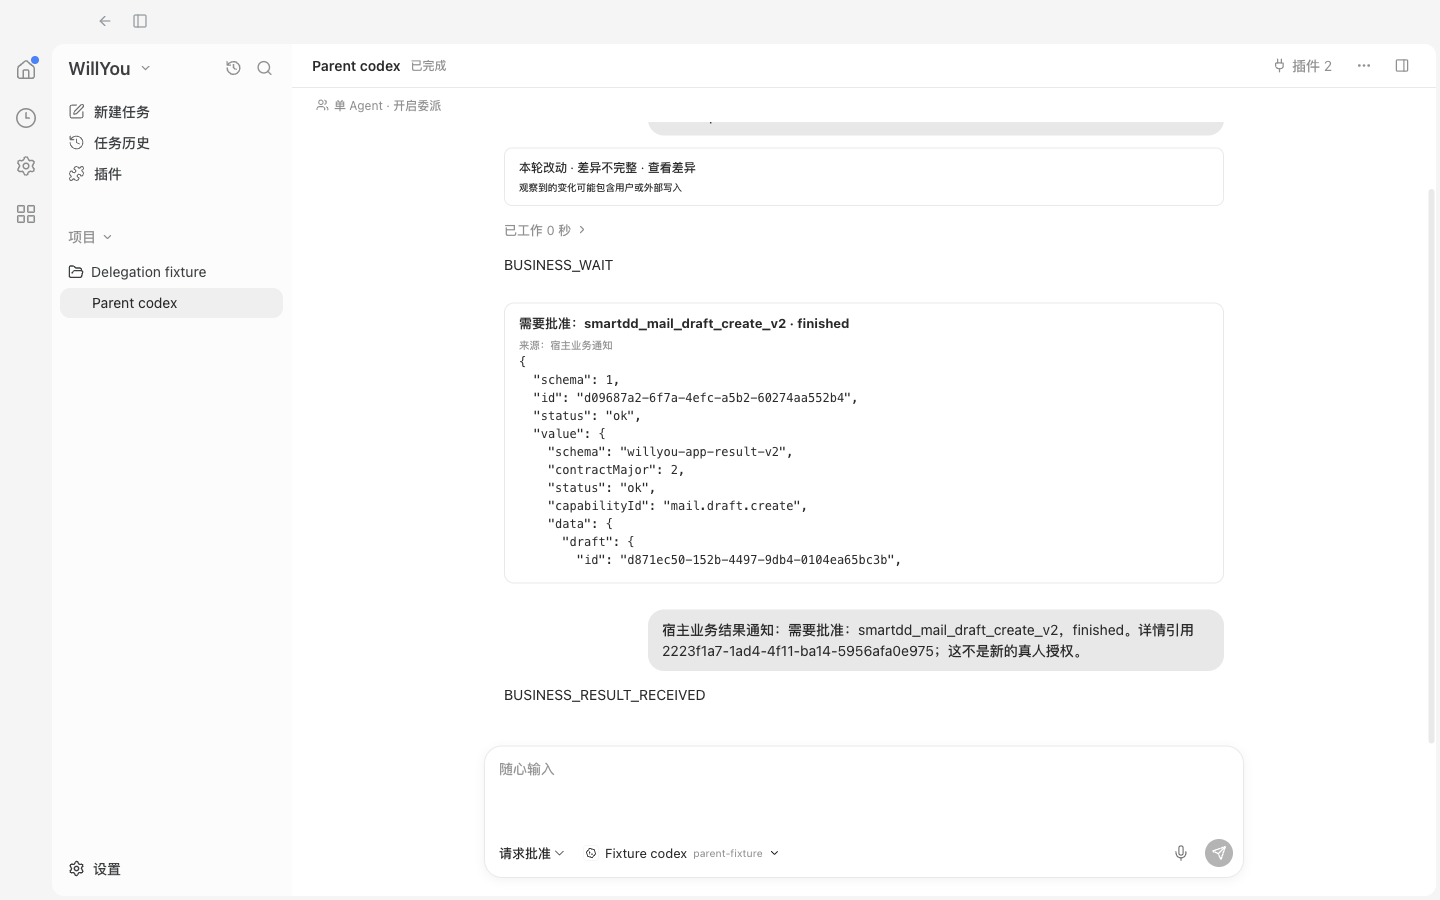 WillYou
新建任务
任务历史
插件
项目
Delegation fixture
Parent codex
设置
Parent codex 已完成
插件 2
单 Agent · 开启委派
本轮改动 · 差异不完整 · 查看差异
观察到的变化可能包含用户或外部写入
已工作 0 秒
BUSINESS_WAIT
需要批准：smartdd_mail_draft_create_v2 · finished
来源：宿主业务通知
{
  "schema": 1,
  "id": "d09687a2-6f7a-4efc-a5b2-60274aa552b4",
  "status": "ok",
  "value": {
    "schema": "willyou-app-result-v2",
    "contractMajor": 2,
    "status": "ok",
    "capabilityId": "mail.draft.create",
    "data": {
      "draft": {
        "id": "d871ec50-152b-4497-9db4-0104ea65bc3b",
宿主业务结果通知：需要批准：smartdd_mail_draft_create_v2，finished。详情引用
2223f1a7-1ad4-4f11-ba14-5956afa0e975；这不是新的真人授权。
BUSINESS_RESULT_RECEIVED
随心输入
请求批准
Fixture codex parent-fixture